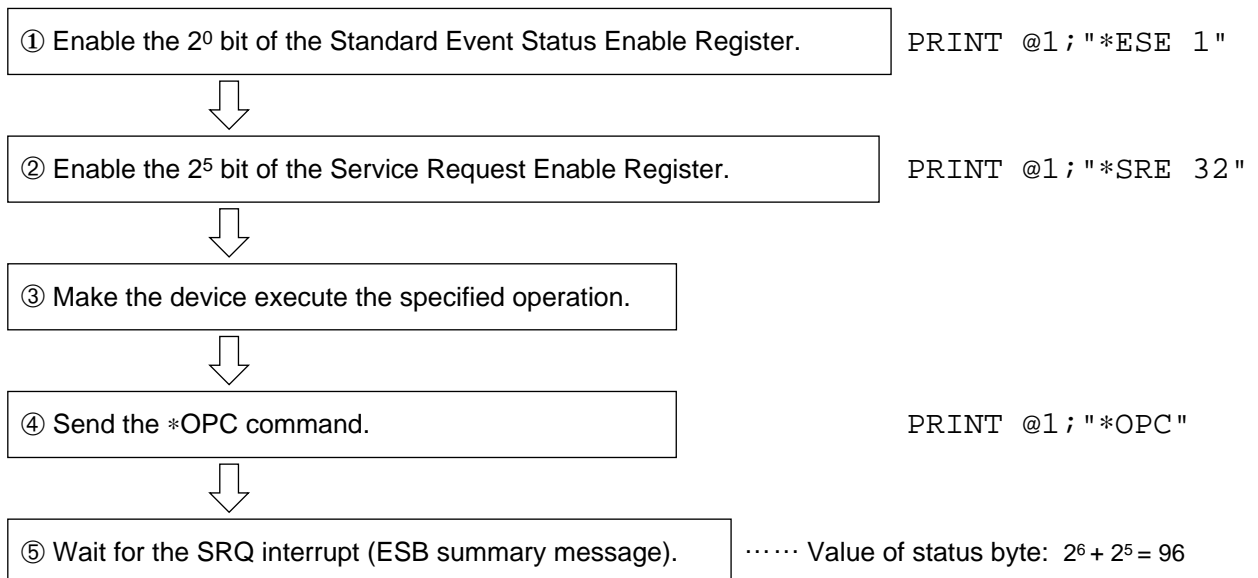 ① Enable the 2⁰ bit of the Standard Event Status Enable Register. PRINT @1;"*ESE 1"
② Enable the 2⁵ bit of the Service Request Enable Register. PRINT @1;"*SRE 32"
③ Make the device execute the specified operation.
④ Send the *OPC command. PRINT @1;"*OPC"
⑤ Wait for the SRQ interrupt (ESB summary message). ⋯⋯ Value of status byte: 2⁶ + 2⁵ = 96